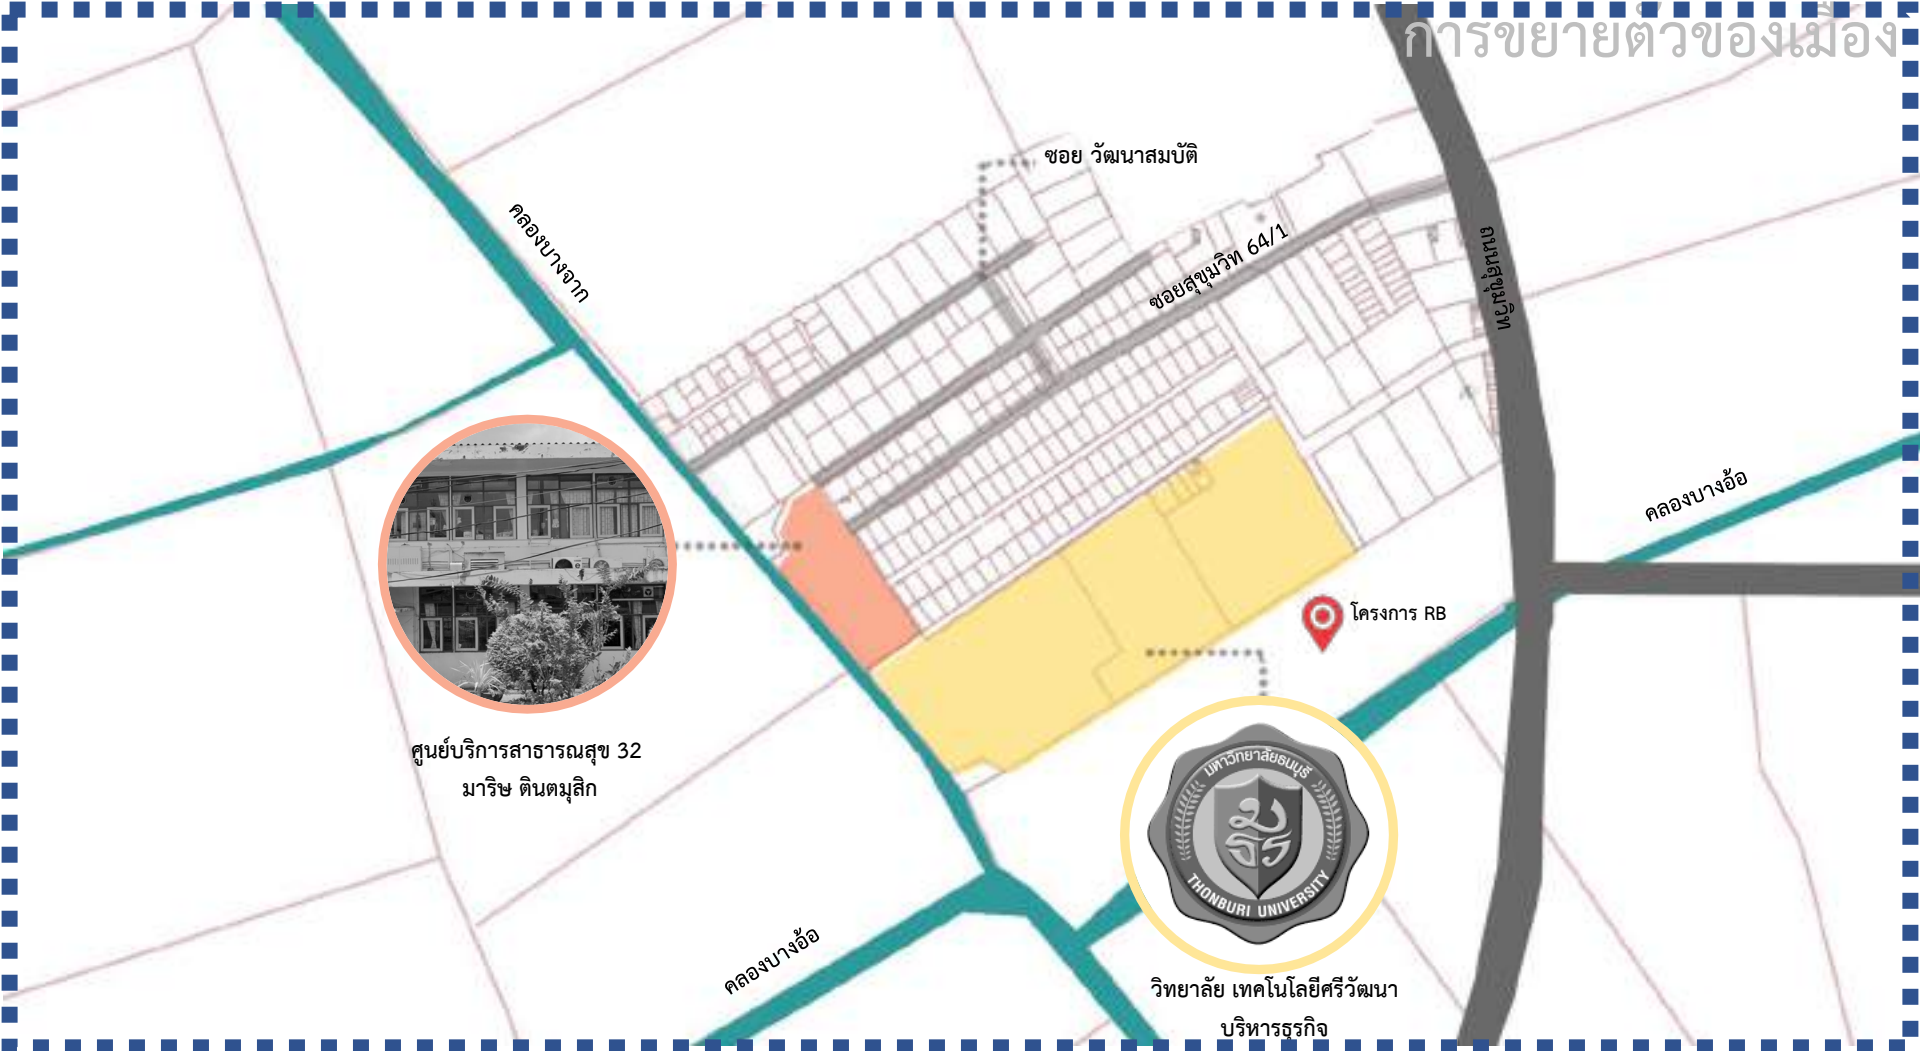 การขยายตัวของเมือง
ซอย วัฒนาสมบัติ
คลองบางจาก
ซอยสุขุมวิท 64/1
ถนนสุขุมวิท
คลองบางอ้อ
โครงการ RB
ศูนย์บริการสาธารณสุข 32
มาริษ ตินตมุสิก
มหาวิทยาลัยธนบุรี
มธร
THONBURI UNIVERSITY
คลองบางอ้อ
วิทยาลัย เทคโนโลยีศรีวัฒนา
บริหารธุรกิจ